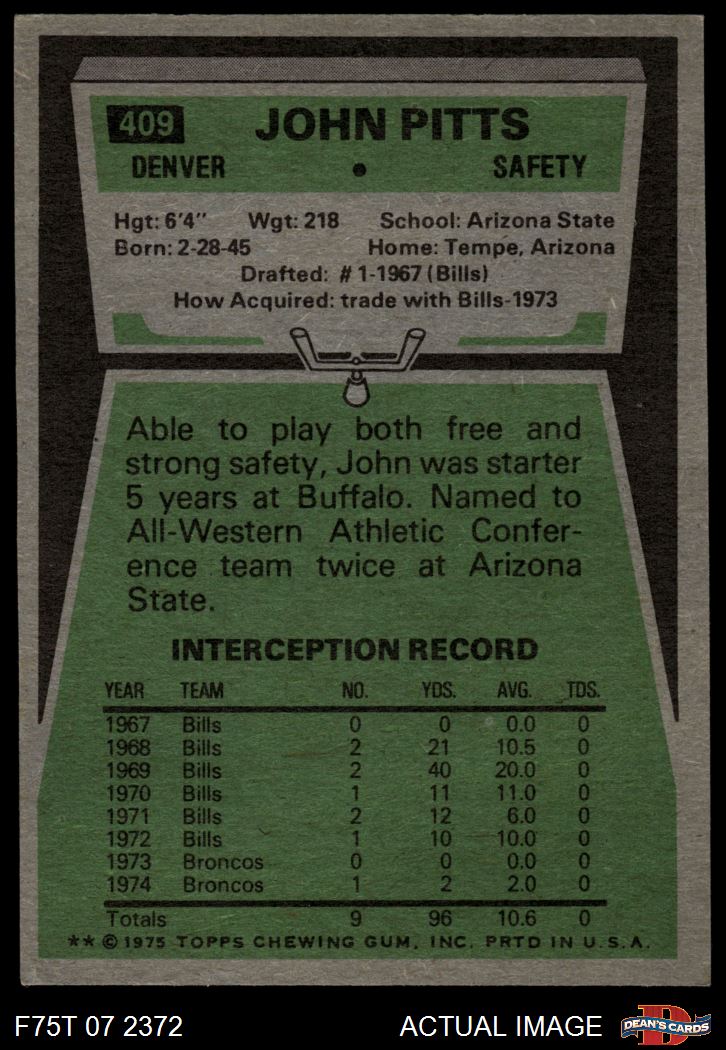 409 JOHN PITTS
DENVER • SAFETY
Hgt: 6'4" Wgt: 218 School: Arizona State
Born: 2-28-45 Home: Tempe, Arizona
Drafted: #1-1967 (Bills)
How Acquired: trade with Bills-1973
Able to play both free and
strong safety, John was starter
5 years at Buffalo. Named to
All-Western Athletic Confer-
ence team twice at Arizona
State.
INTERCEPTION RECORD
YEAR TEAM NO. YDS. AVG. TDS.
1967 Bills 0 0 0.0 0
1968 Bills 2 21 10.5 0
1969 Bills 2 40 20.0 0
1970 Bills 1 11 11.0 0
1971 Bills 2 12 6.0 0
1972 Bills 1 10 10.0 0
1973 Broncos 0 0 0.0 0
1974 Broncos 1 2 2.0 0
Totals 9 96 10.6 0
** © 1975 TOPPS CHEWING GUM, INC. PRTD IN U.S.A.
F75T 07 2372 ACTUAL IMAGE D DEAN'S CARDS